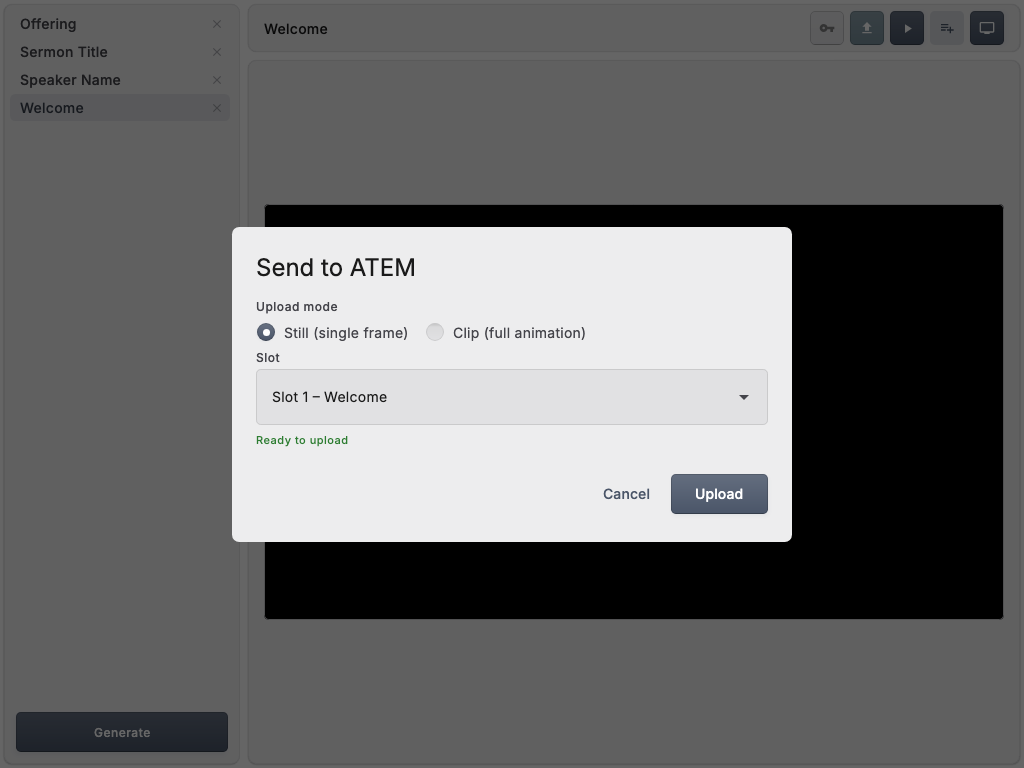 Offering
Sermon Title
Speaker Name
Welcome
Generate
Welcome
Send to ATEM
Upload mode
Still (single frame) Clip (full animation)
Slot
Slot 1 – Welcome
Ready to upload
Cancel Upload